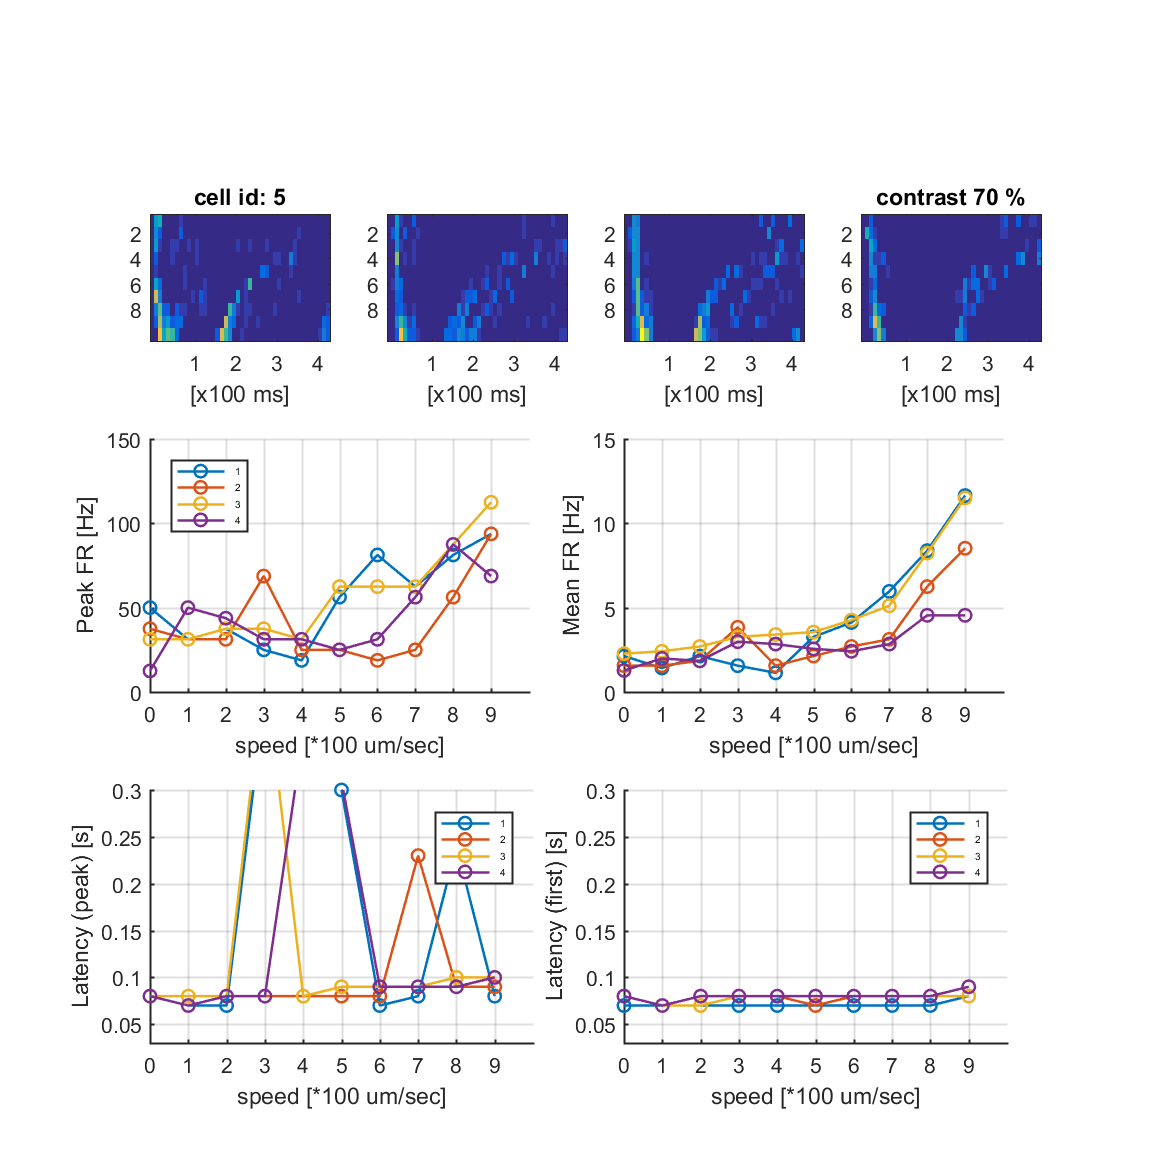 cell id: 5
contrast 70 %
2
4
6
8
1 2 3 4
[x100 ms]
2
4
6
8
1 2 3 4
[x100 ms]
2
4
6
8
1 2 3 4
[x100 ms]
2
4
6
8
1 2 3 4
[x100 ms]
Peak FR [Hz]
150
100
50
0
1
2
3
4
0 1 2 3 4 5 6 7 8 9
speed [*100 um/sec]
Mean FR [Hz]
15
10
5
0
0 1 2 3 4 5 6 7 8 9
speed [*100 um/sec]
Latency (peak) [s]
0.3
0.25
0.2
0.15
0.1
0.05
1
2
3
4
0 1 2 3 4 5 6 7 8 9
speed [*100 um/sec]
Latency (first) [s]
0.3
0.25
0.2
0.15
0.1
0.05
1
2
3
4
0 1 2 3 4 5 6 7 8 9
speed [*100 um/sec]